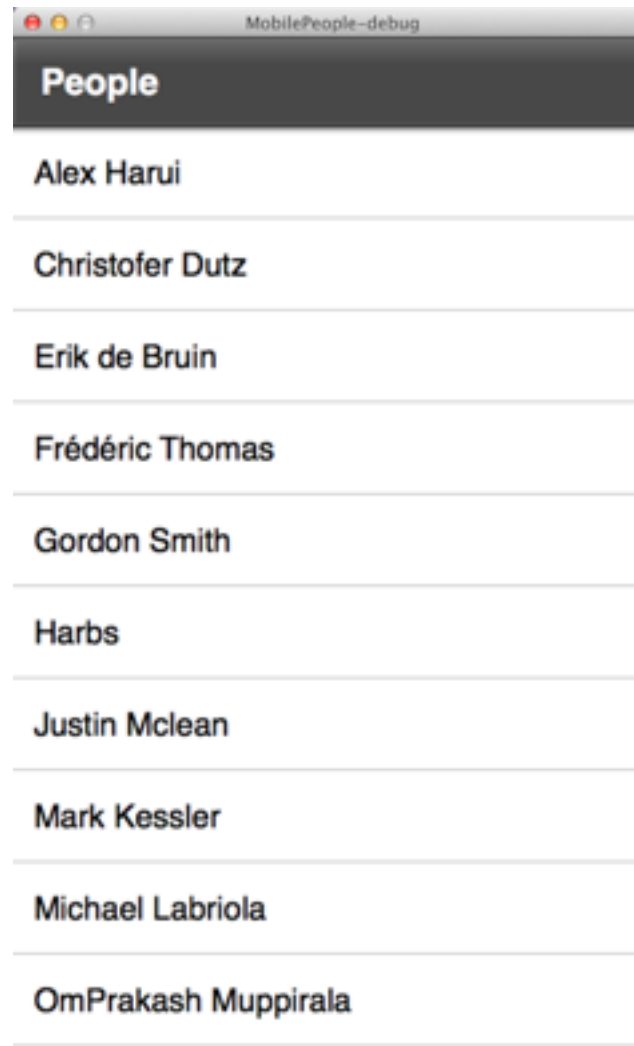 MobilePeople-debug
People
Alex Harui
Christofer Dutz
Erik de Bruin
Frédéric Thomas
Gordon Smith
Harbs
Justin Mclean
Mark Kessler
Michael Labriola
OmPrakash Muppirala